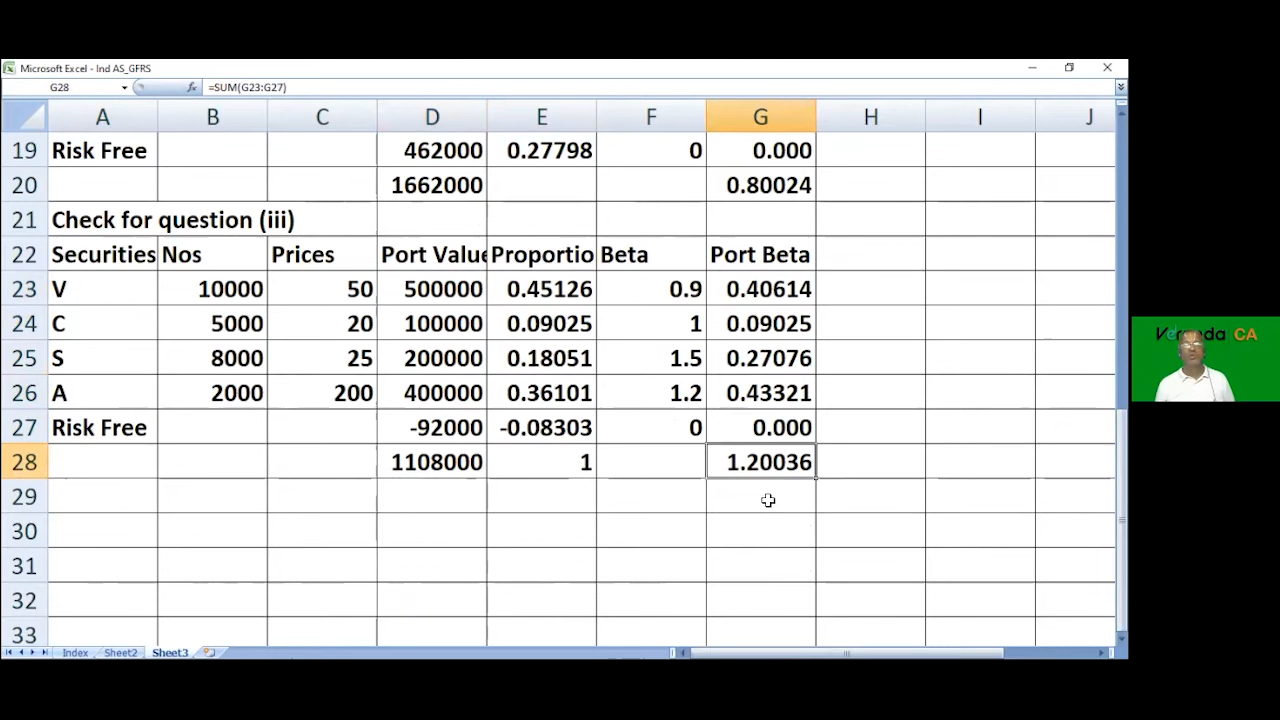 Microsoft Excel - Ind AS_GFRS
G28 fx =SUM(G23:G27)
A B C D E F G H I J
19 Risk Free 462000 0.27798 0 0.000
20 1662000 0.80024
21 Check for question (iii)
22 Securities Nos Prices Port Value Proportio Beta Port Beta
23 V 10000 50 500000 0.45126 0.9 0.40614
24 C 5000 20 100000 0.09025 1 0.09025
25 S 8000 25 200000 0.18051 1.5 0.27076
26 A 2000 200 400000 0.36101 1.2 0.43321
27 Risk Free -92000 -0.08303 0 0.000
28 1108000 1 1.20036
29
30
31
32
33
Index Sheet2 Sheet3
CA